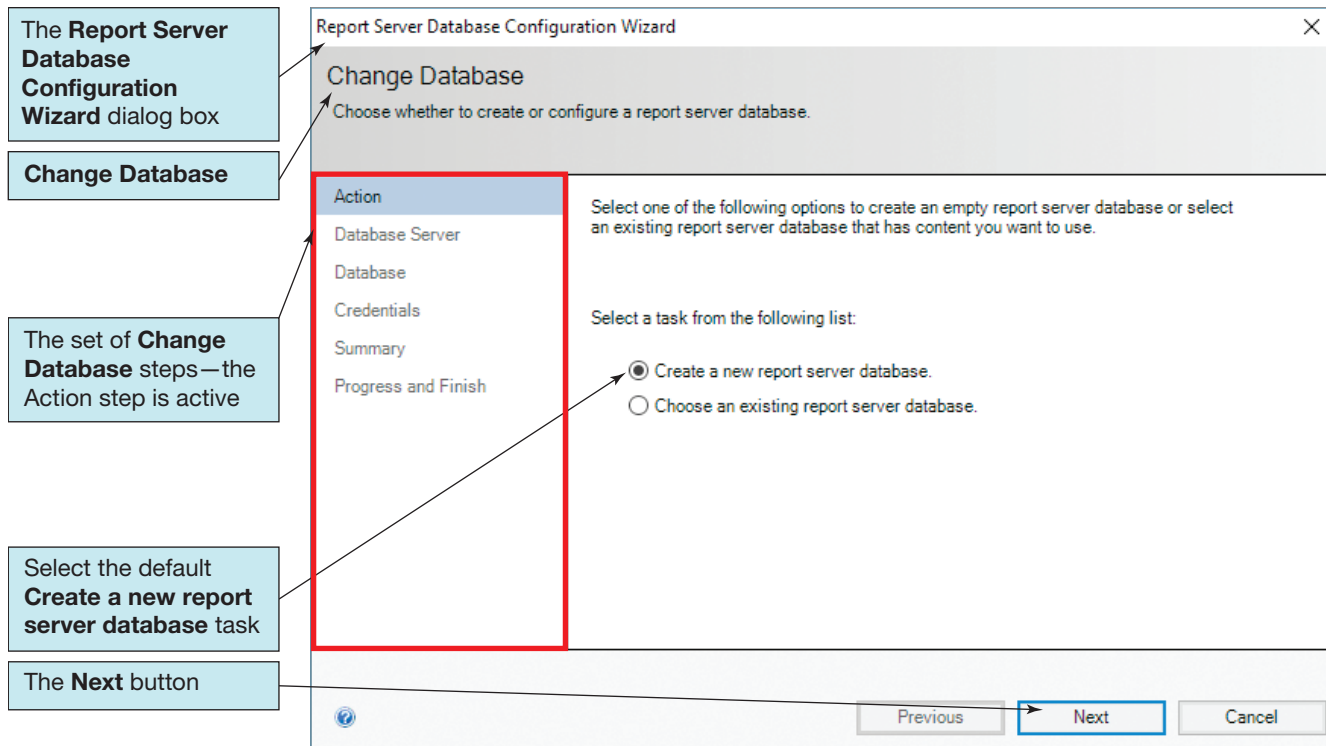 The Report Server
Database
Configuration
Wizard dialog box
Change Database
The set of Change
Database steps—the
Action step is active
Select the default
Create a new report
server database task
The Next button
Report Server Database Configuration Wizard
Change Database
Choose whether to create or configure a report server database.
Action
Database Server
Database
Credentials
Summary
Progress and Finish
Select one of the following options to create an empty report server database or select
an existing report server database that has content you want to use.
Select a task from the following list:
Create a new report server database.
Choose an existing report server database.
?
Previous
Next
Cancel